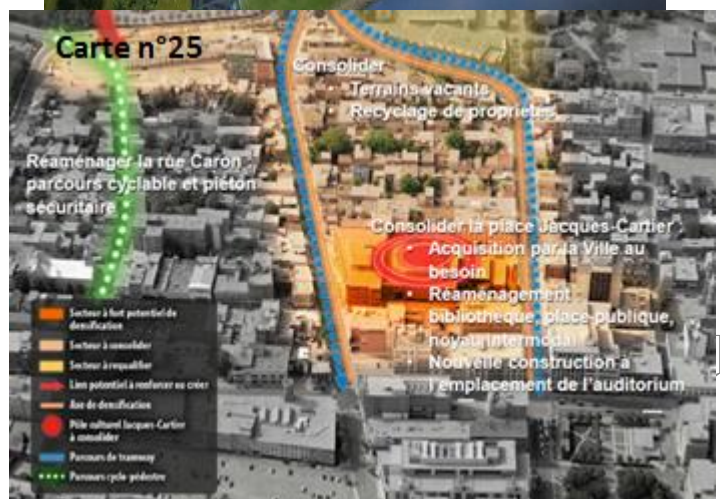 Carte n°25
Consolider
• Terrains vacants
• Recyclage de propriétés
Réaménager la rue Caron :
parcours cyclable et piéton
sécuritaire
Consolider la place Jacques-Cartier :
• Acquisition par la Ville au
besoin
• Réaménagement
bibliothèque, place publique,
noyau intermodal
• Nouvelle construction à
l'emplacement de l'auditorium
Secteur à fort potentiel de
densification
Secteur à consolider
Secteur à requalifier
Lien potentiel à renforcer ou créer
Axe de densification
Pôle culturel Jacques-Cartier
à consolider
Parcours de tramway
Parcours cyclo-pédestre